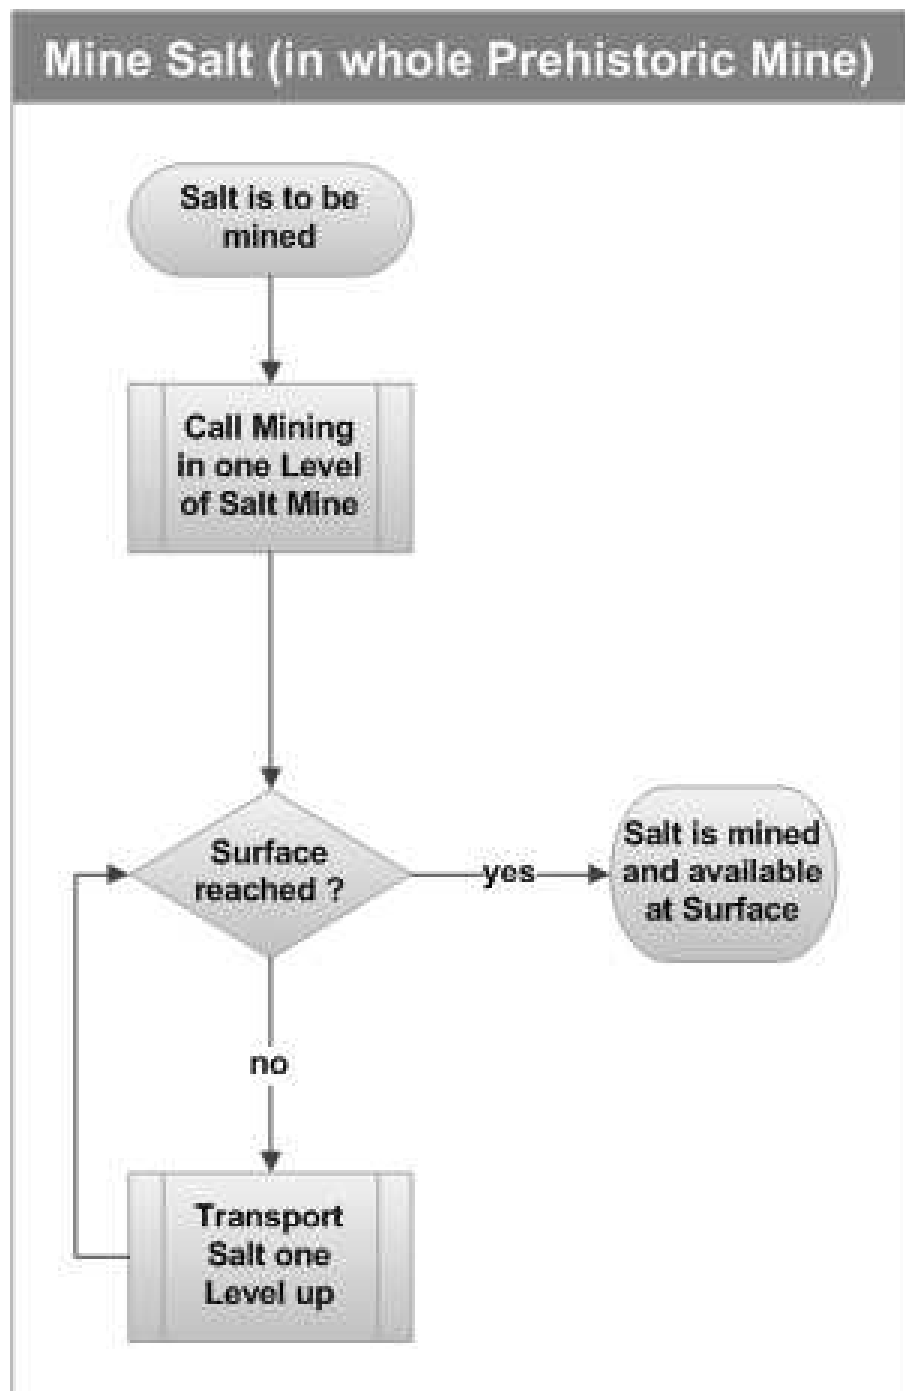 Mine Salt (in whole Prehistoric Mine)
Salt is to be
mined
Call Mining
in one Level
of Salt Mine
Surface
reached ?
yes
Salt is mined
and available
at Surface
no
Transport
Salt one
Level up